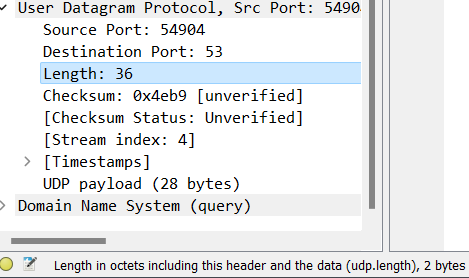 User Datagram Protocol, Src Port: 5490
Source Port: 54904
Destination Port: 53
Length: 36
Checksum: 0x4eb9 [unverified]
[Checksum Status: Unverified]
[Stream index: 4]
[Timestamps]
UDP payload (28 bytes)
Domain Name System (query)
Length in octets including this header and the data (udp.length), 2 bytes